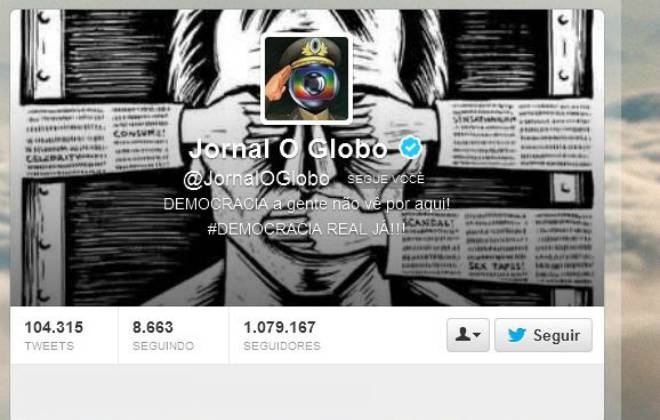 CONSUME!
CELEBRITY
SENSATIONALISM
Jornal O Globo
@JornalOGlobo SEGUE VOCÊ
DEMOCRACIA a gente não vê por aqui!
#DEMOCRACIA REAL JÁ!!!
SCANDAL!
SEX TAPES!
104.315
TWEETS
8.663
SEGUINDO
1.079.167
SEGUIDORES
Seguir